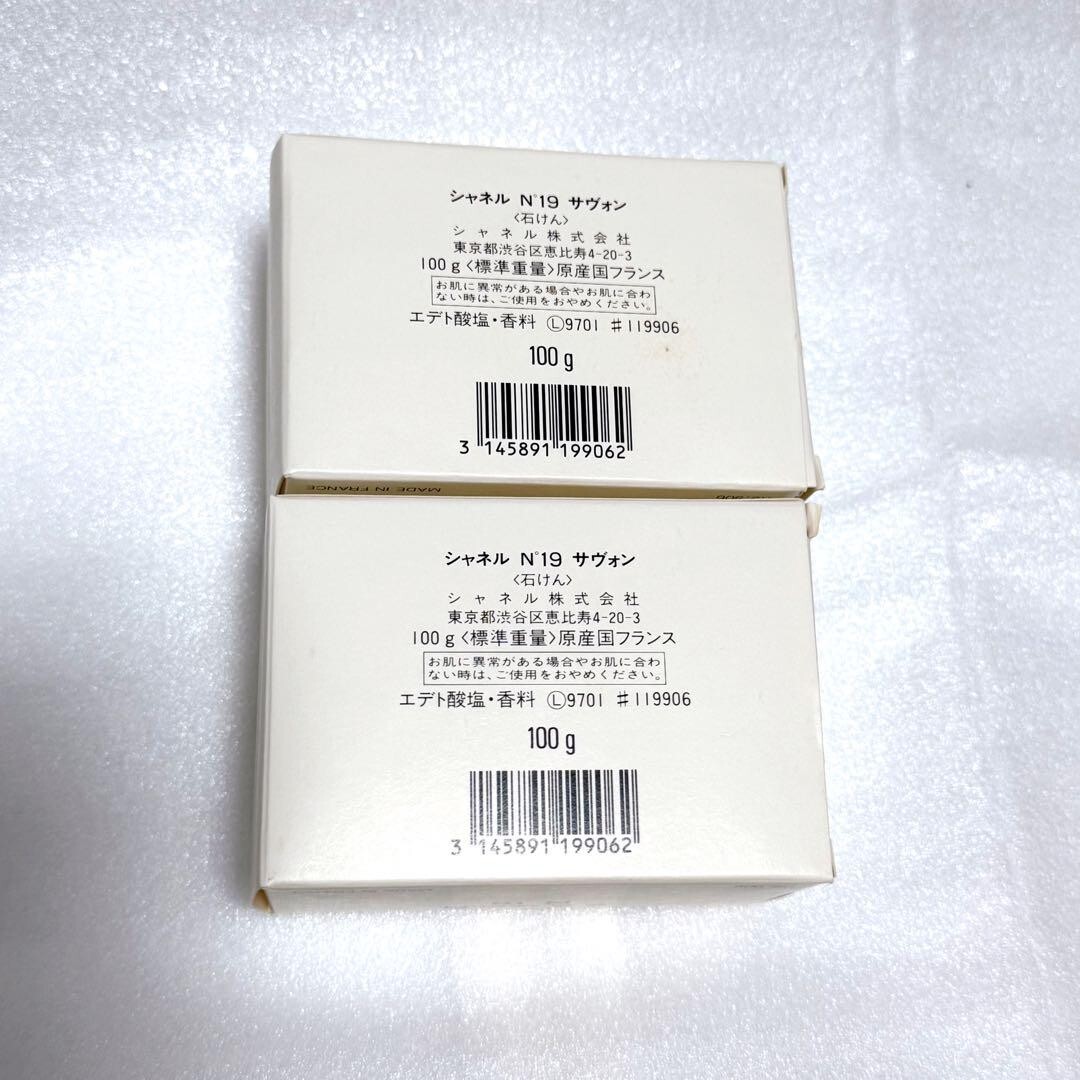 シャネル N°19 サヴォン
〈石けん〉
シャネル株式会社
東京都渋谷区恵比寿4-20-3
100g〈標準重量〉原産国フランス
お肌に異常がある場合やお肌に合わ
ない時は、ご使用をおやめください。
エデト酸塩・香料 Ⓛ9701 #119906
100 g
3 145891 199062
MADE IN FRANCE
シャネル N°19 サヴォン
〈石けん〉
シャネル株式会社
東京都渋谷区恵比寿4-20-3
100g〈標準重量〉原産国フランス
お肌に異常がある場合やお肌に合わ
ない時は、ご使用をおやめください。
エデト酸塩・香料 Ⓛ9701 #119906
100 g
3 145891 199062